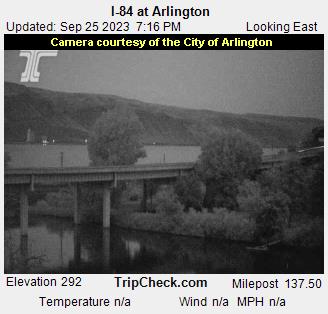 I-84 at Arlington
Updated: Sep 25 2023 7:16 PM Looking East
Camera courtesy of the City of Arlington
Elevation 292 TripCheck.com Milepost 137.50
Temperature n/a Wind n/a MPH n/a